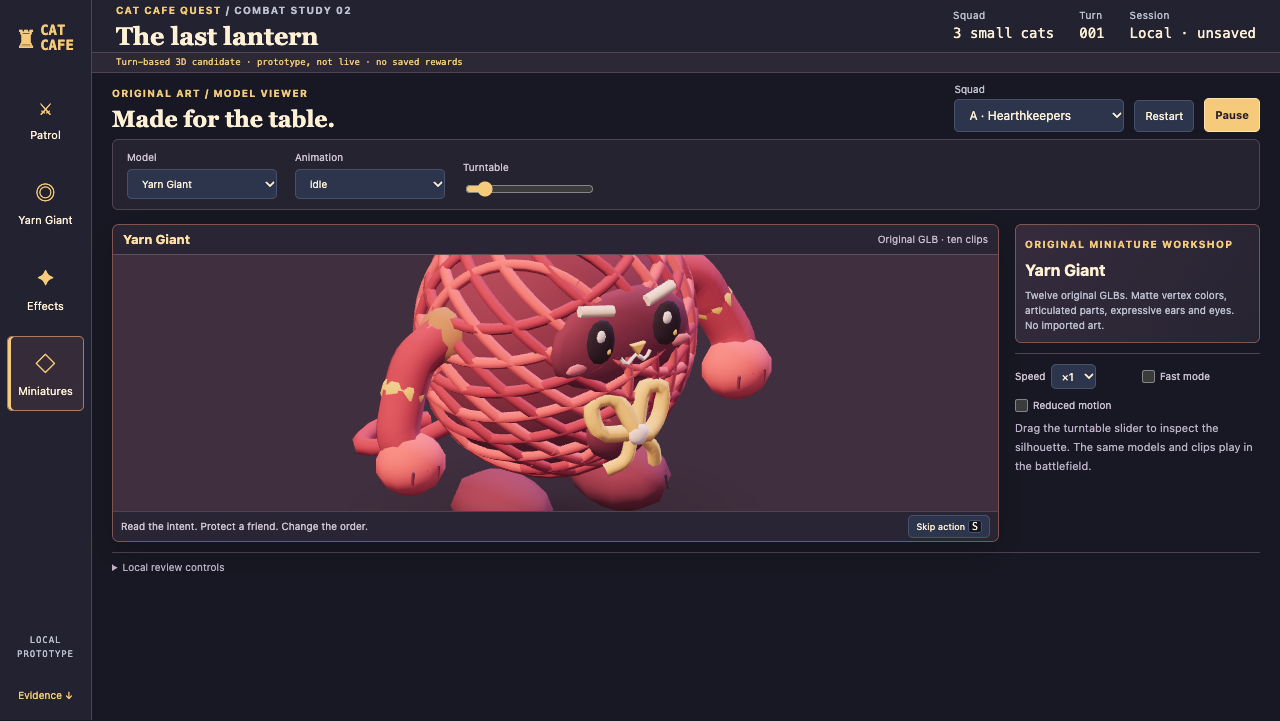 CAT
CAFE
CAT CAFE QUEST / COMBAT STUDY 02
The last lantern
Squad
3 small cats
Turn
001
Session
Local · unsaved
Turn-based 3D candidate · prototype, not live · no saved rewards
Patrol
Yarn Giant
Effects
Miniatures
LOCAL
PROTOTYPE
Evidence ↓
ORIGINAL ART / MODEL VIEWER
Made for the table.
Squad
A · Hearthkeepers
Restart
Pause
Model
Yarn Giant
Animation
idle
Turntable
Yarn Giant
Original GLB · ten clips
Read the intent. Protect a friend. Change the order.
Skip action S
ORIGINAL MINIATURE WORKSHOP
Yarn Giant
Twelve original GLBs. Matte vertex colors,
articulated parts, expressive ears and eyes.
No imported art.
Speed
×1
Fast mode
Reduced motion
Drag the turntable slider to inspect the
silhouette. The same models and clips play in
the battlefield.
Local review controls